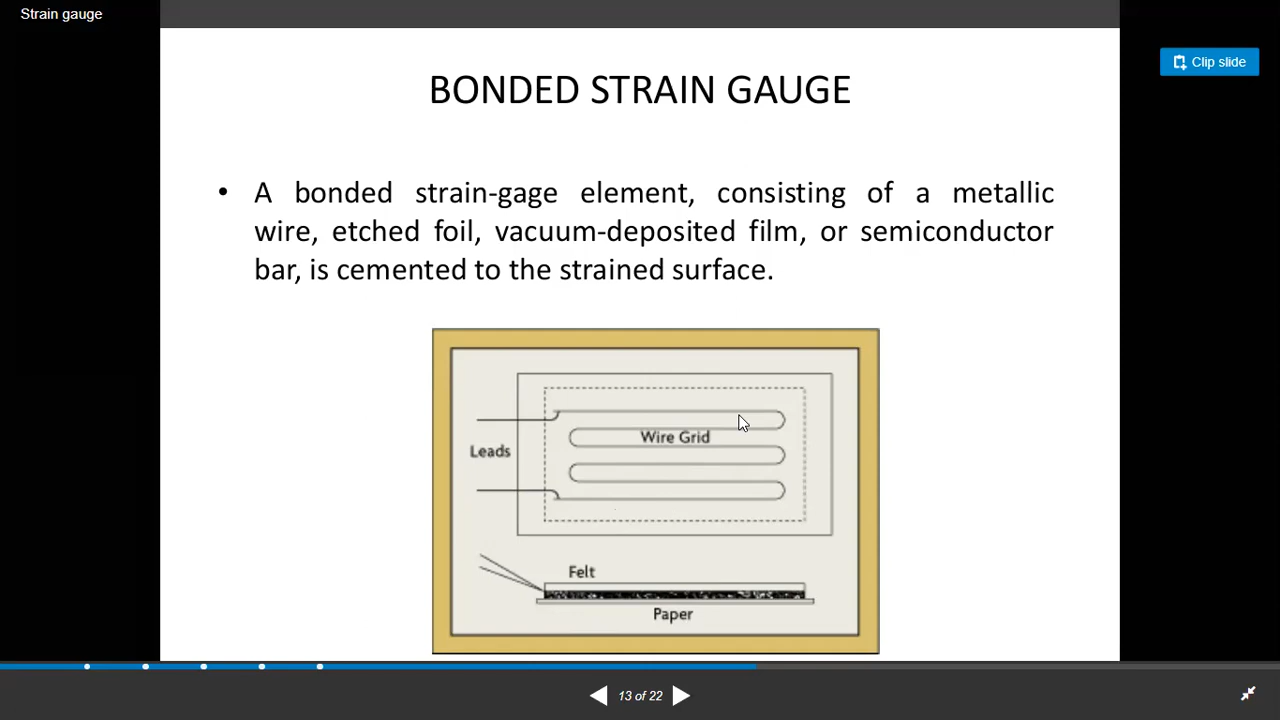 Strain gauge
Clip slide
BONDED STRAIN GAUGE
• A bonded strain-gage element, consisting of a metallic
wire, etched foil, vacuum-deposited film, or semiconductor
bar, is cemented to the strained surface.
Wire Grid
Leads
Felt
Paper
13 of 22